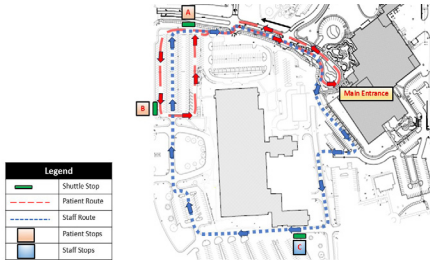 A
Main Entrance
B
Legend
Shuttle Stop
Patient Route
Staff Route
Patient Stops
Staff Stops
C